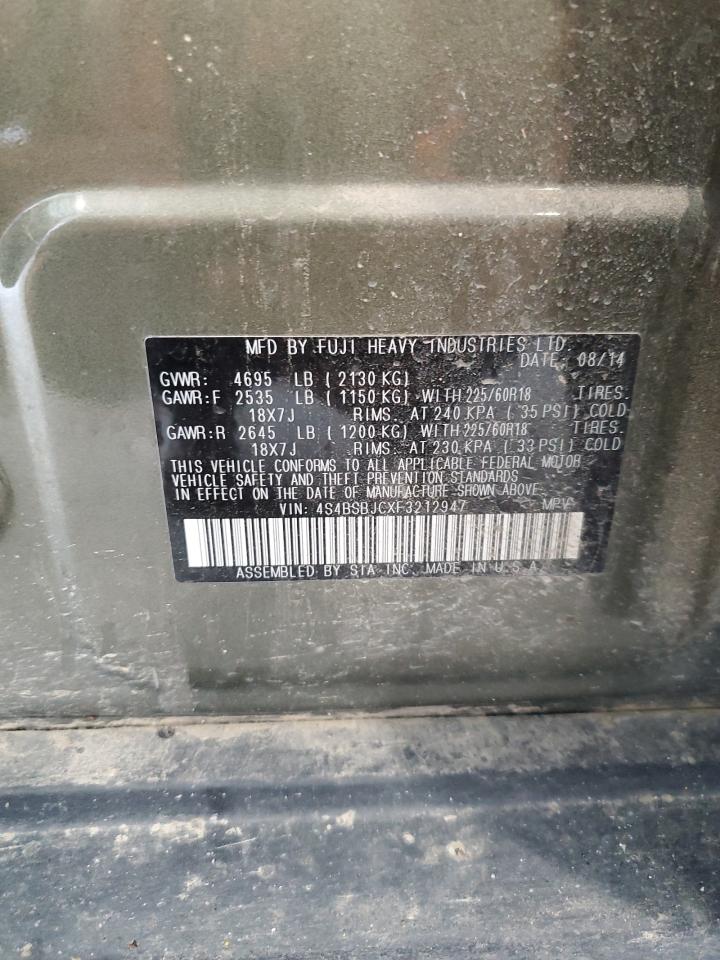 MFD BY FUJI HEAVY INDUSTRIES LTD.
DATE: 08/14
GVWR: 4695 LB ( 2130 KG)
GAWR:F 2535 LB ( 1150 KG) WITH 225/60R18 TIRES.
18X7J RIMS. AT 240 KPA ( 35 PSI) COLD
GAWR:R 2645 LB ( 1200 KG) WITH 225/60R18 TIRES.
18X7J RIMS. AT 230 KPA ( 33 PSI) COLD
THIS VEHICLE CONFORMS TO ALL APPLICABLE FEDERAL MOTOR
VEHICLE SAFETY AND THEFT PREVENTION STANDARDS
IN EFFECT ON THE DATE OF MANUFACTURE SHOWN ABOVE.
VIN: 4S4BSBJCXF3212947 MPV
ASSEMBLED BY SIA INC. MADE IN U.S.A.